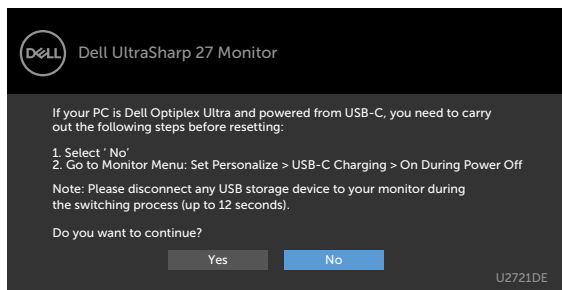 DELL
Dell UltraSharp 27 Monitor
If your PC is Dell Optiplex Ultra and powered from USB-C, you need to carry
out the following steps before resetting:
1. Select ' No'
2. Go to Monitor Menu: Set Personalize > USB-C Charging > On During Power Off
Note: Please disconnect any USB storage device to your monitor during
the switching process (up to 12 seconds).
Do you want to continue?
Yes No
U2721DE